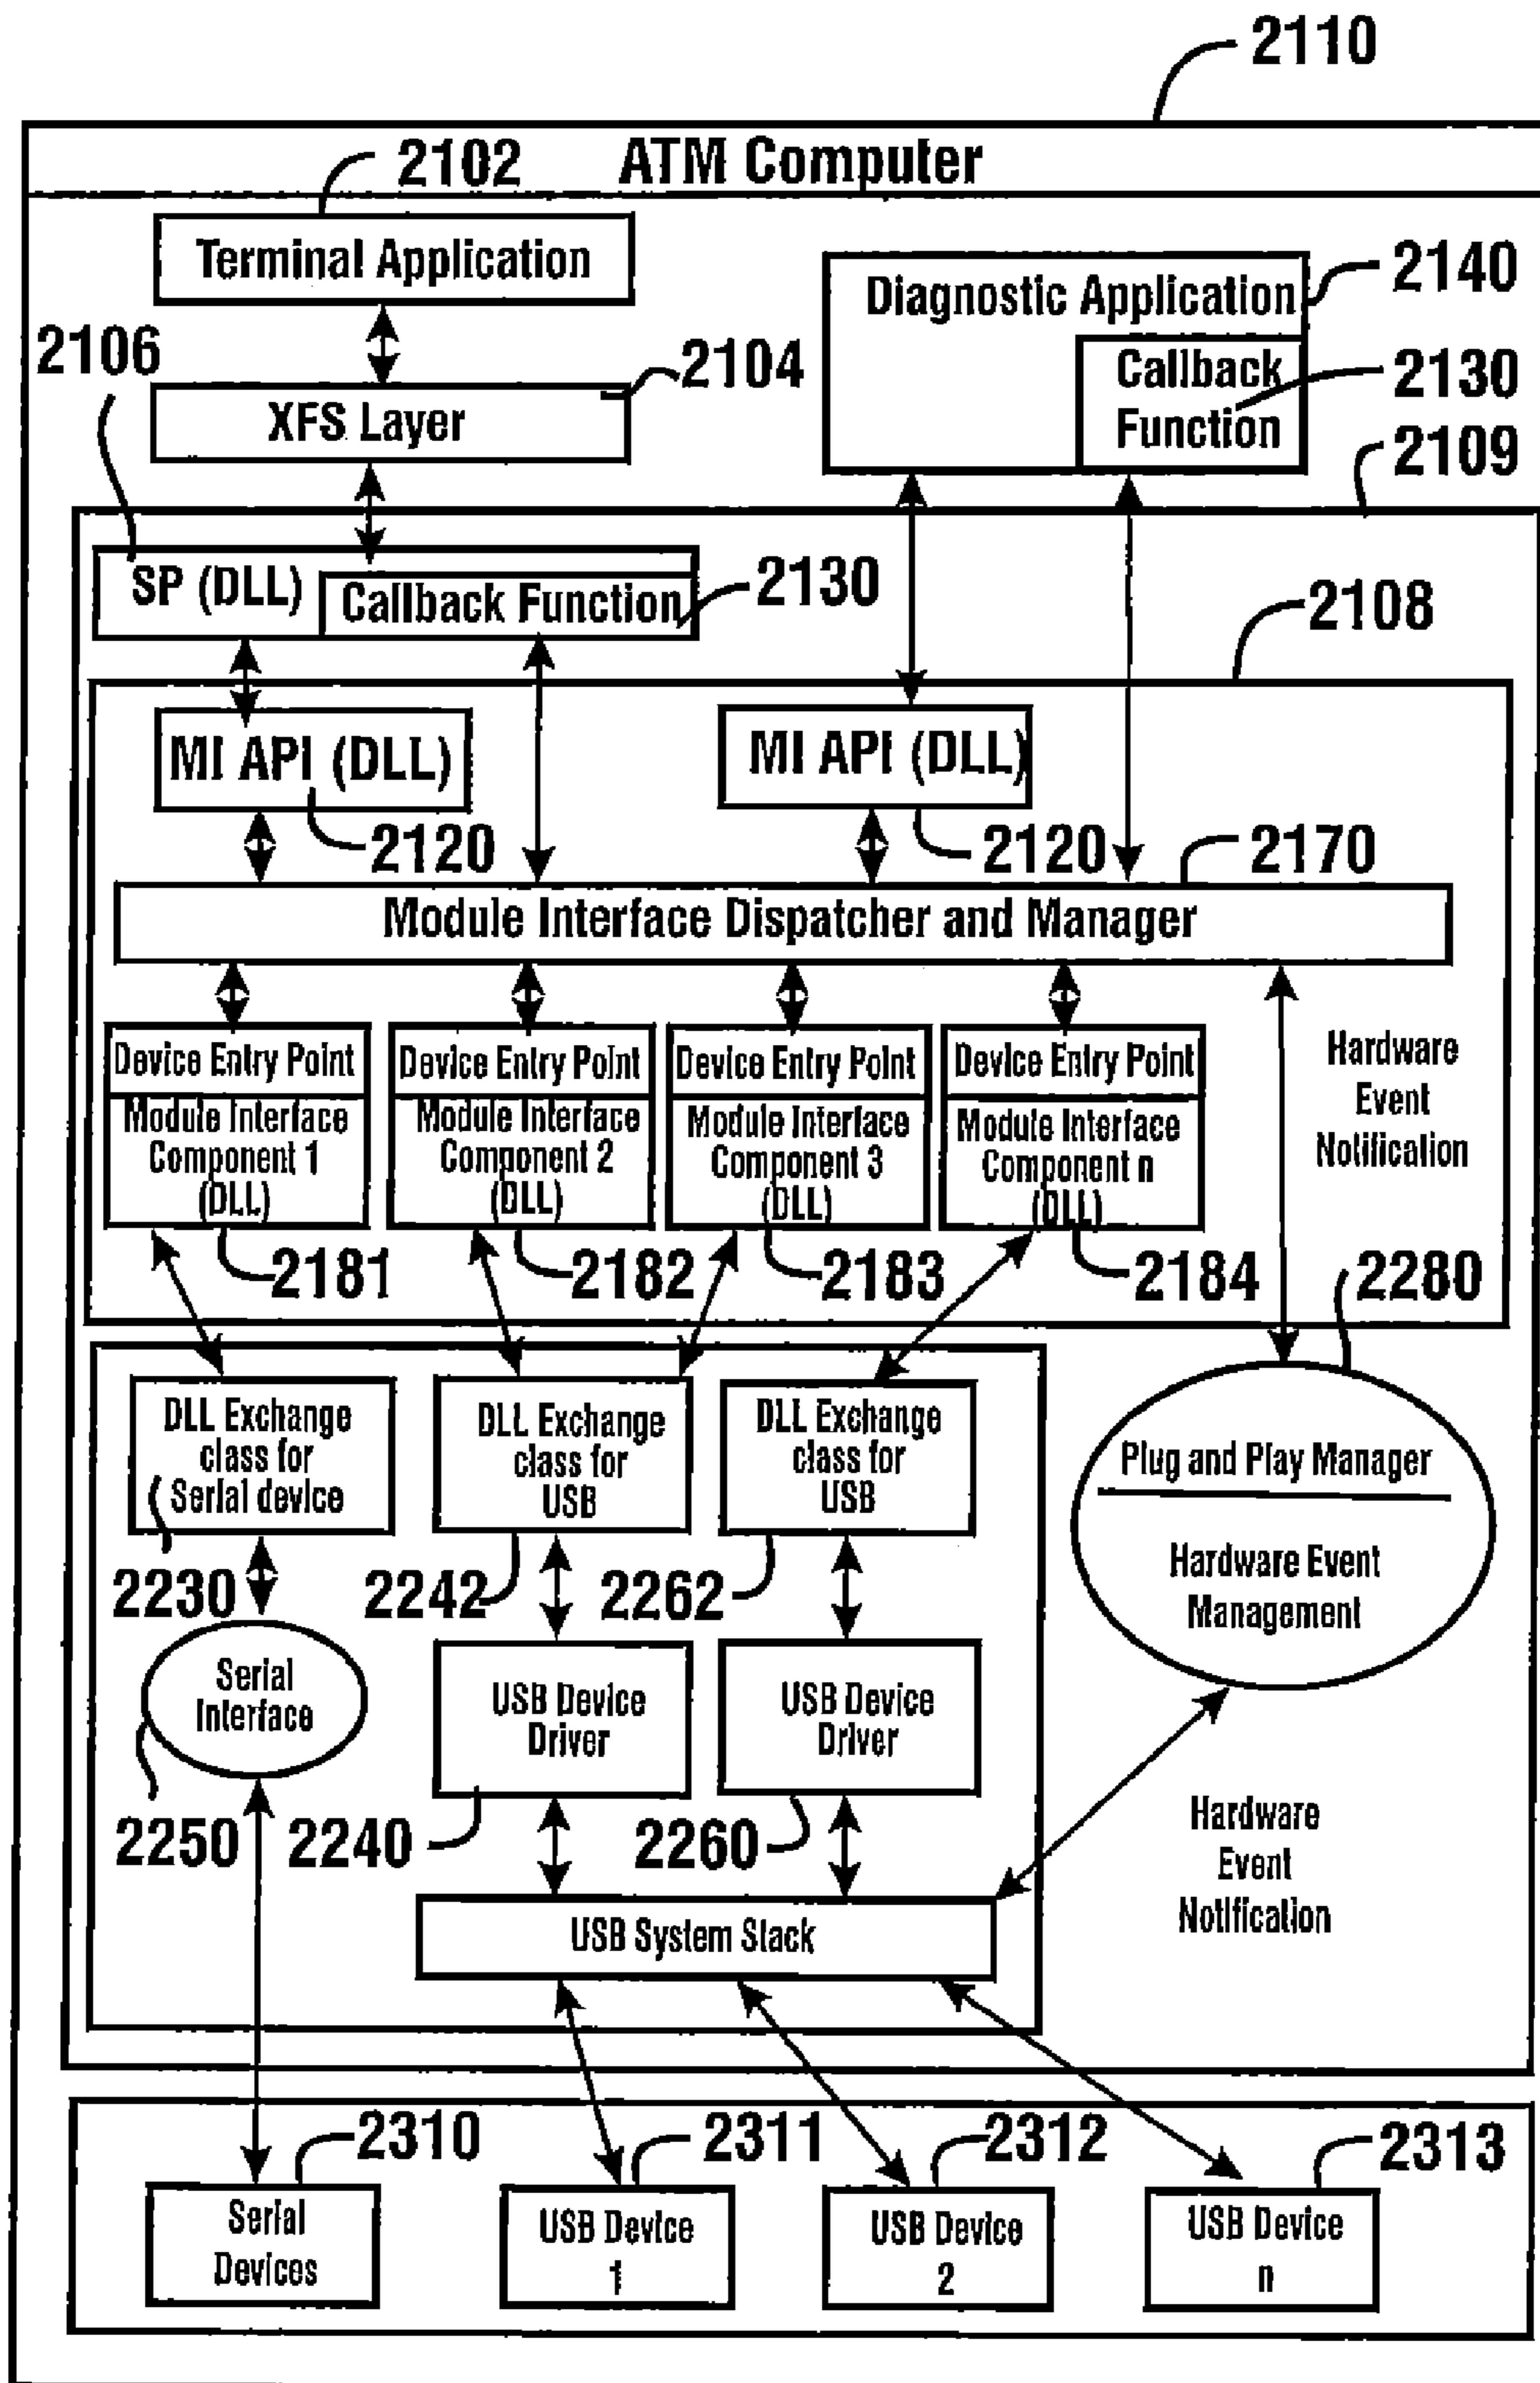 2110
ATM Computer
2102
Terminal Application
2140
Diagnostic Application
2106
2104
Callback
Function
2130
XFS Layer
2109
SP (DLL)
Callback Function
2130
2108
MI API (DLL)
MI API (DLL)
2120
2120
2170
Module Interface Dispatcher and Manager
Device Entry Point
Device Entry Point
Device Entry Point
Device Entry Point
Module Interface
Component 1
(DLL)
Module Interface
Component 2
(DLL)
Module Interface
Component 3
(DLL)
Module Interface
Component n
(DLL)
Hardware
Event
Notification
2181
2182
2183
2184
2280
DLL Exchange
class for
Serial device
DLL Exchange
class for
USB
DLL Exchange
class for
USB
Plug and Play Manager
Hardware Event
Management
2230
2242
2262
Serial
Interface
USB Device
Driver
USB Device
Driver
2250
2240
2260
Hardware
Event
Notification
USB System Stack
2310
2311
2312
2313
Serial
Devices
USB Device
1
USB Device
2
USB Device
n